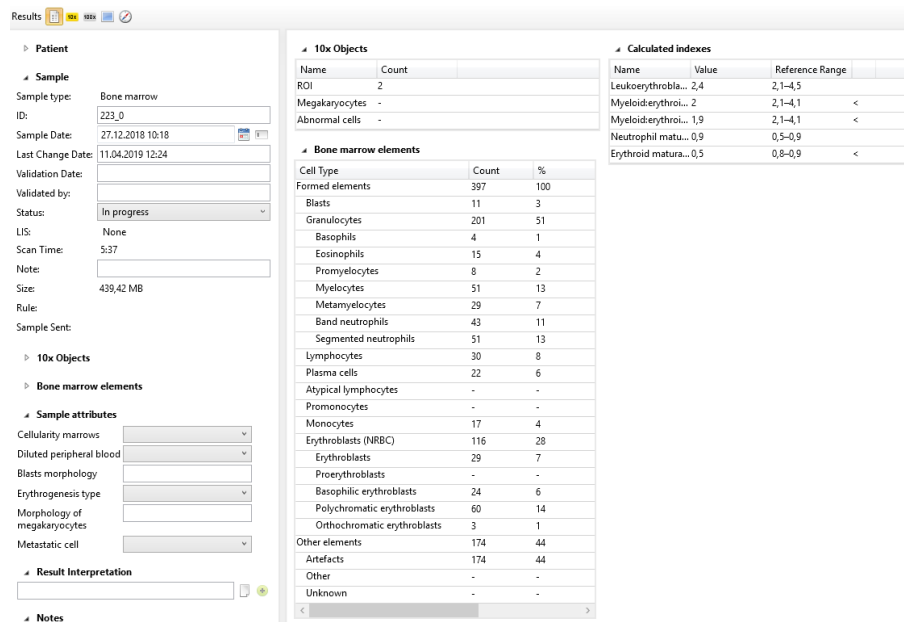 Results 10x 100x
Patient
Sample
Sample type: Bone marrow
ID: 223_0
Sample Date: 27.12.2018 10:18
Last Change Date: 11.04.2019 12:24
Validation Date:
Validated by:
Status: In progress
LIS: None
Scan Time: 5:37
Note:
Size: 439,42 MB
Rule:
Sample Sent:
10x Objects
Bone marrow elements
Sample attributes
Cellularity marrows
Diluted peripheral blood
Blasts morphology
Erythrogenesis type
Morphology of
megakaryocytes
Metastatic cell
Result Interpretation
Notes
10x Objects
Name Count
ROI 2
Megakaryocytes -
Abnormal cells -
Bone marrow elements
Cell Type Count %
Formed elements 397 100
Blasts 11 3
Granulocytes 201 51
Basophils 4 1
Eosinophils 15 4
Promyelocytes 8 2
Myelocytes 51 13
Metamyelocytes 29 7
Band neutrophils 43 11
Segmented neutrophils 51 13
Lymphocytes 30 8
Plasma cells 22 6
Atypical lymphocytes - -
Promonocytes - -
Monocytes 17 4
Erythroblasts (NRBC) 116 28
Erythroblasts 29 7
Proerythroblasts - -
Basophilic erythroblasts 24 6
Polychromatic erythroblasts 60 14
Orthochromatic erythroblasts 3 1
Other elements 174 44
Artefacts 174 44
Other - -
Unknown - -
Calculated indexes
Name Value Reference Range
Leukoerythrobla... 2,4 2,1–4,5
Myeloid:erythroi... 2 2,1–4,1 <
Myeloid:erythroi... 1,9 2,1–4,1 <
Neutrophil matu... 0,9 0,5–0,9
Erythroid matura... 0,5 0,8–0,9 <